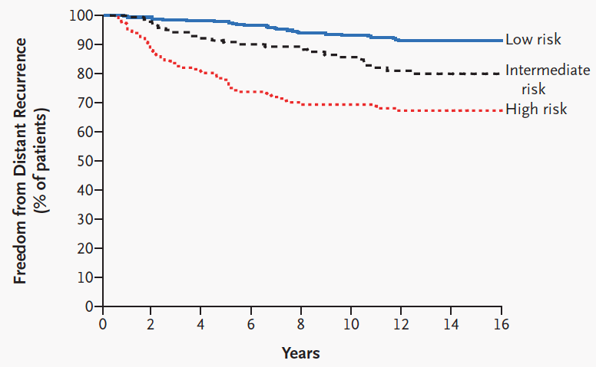 Freedom from Distant Recurrence
(% of patients)
100
90
80
70
60
50
40
30
20
10
0
Low risk
Intermediate
risk
High risk
0 2 4 6 8 10 12 14 16
Years